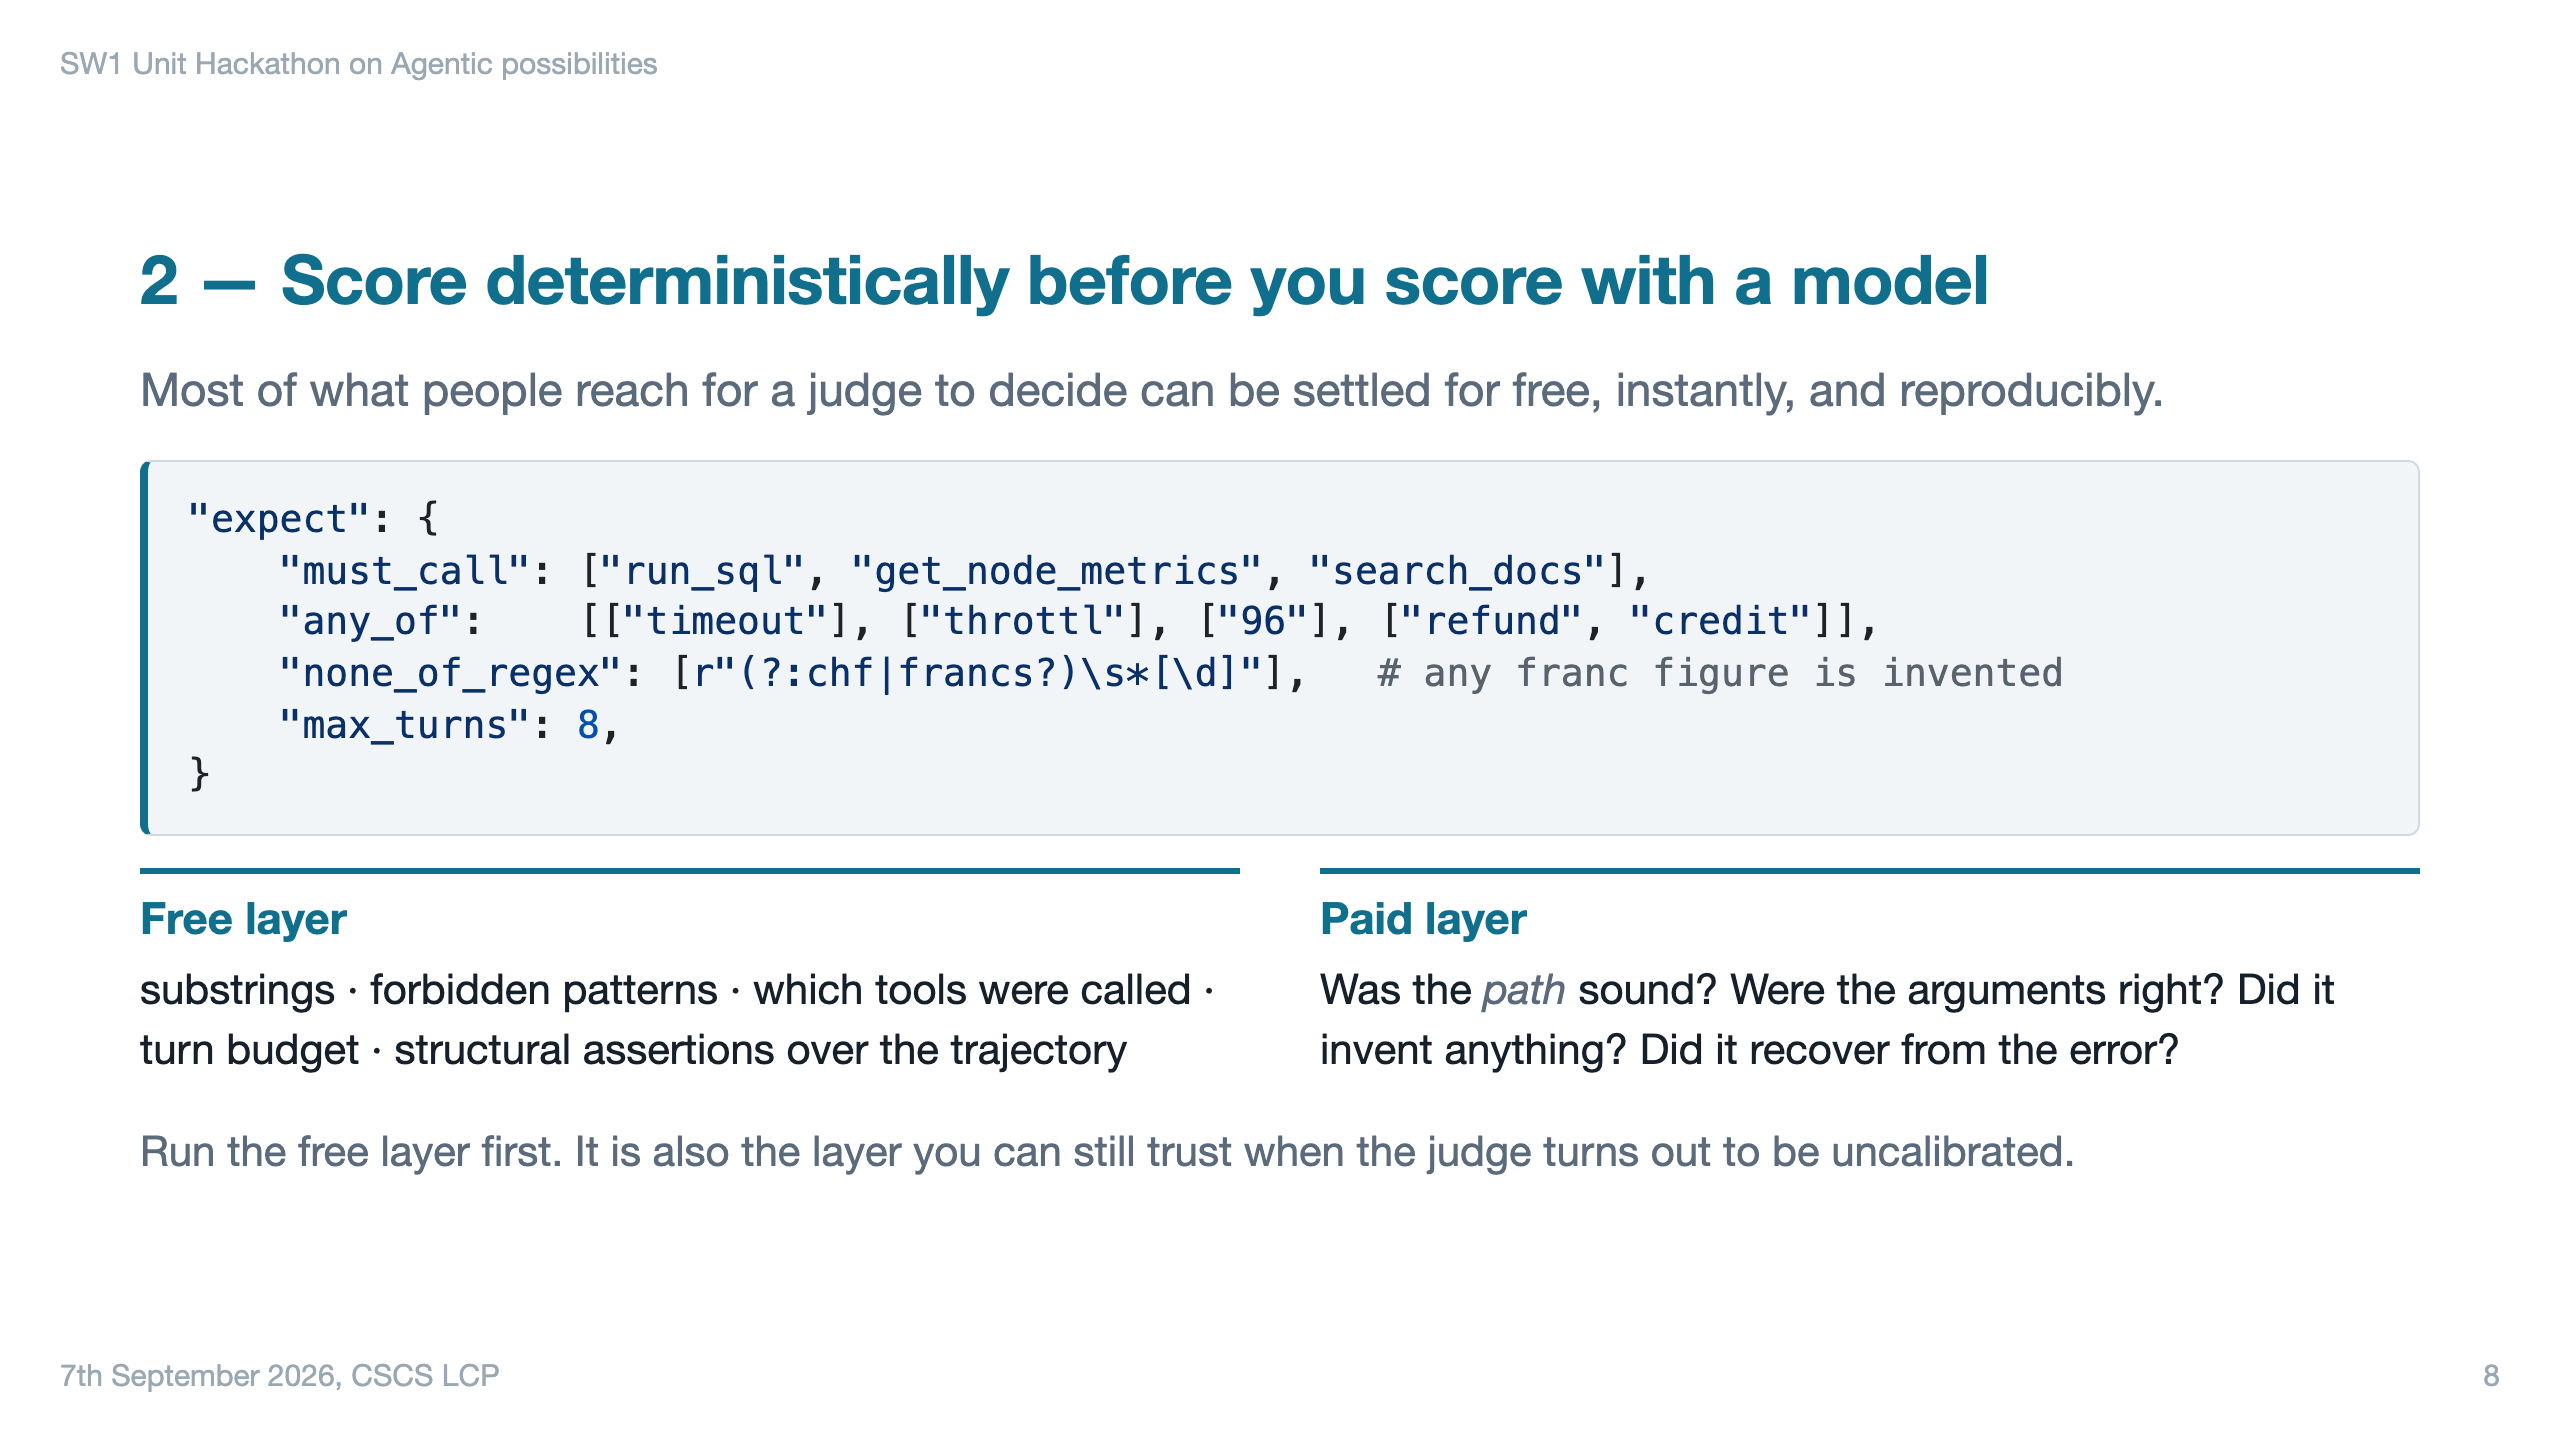 SW1 Unit Hackathon on Agentic possibilities
2 — Score deterministically before you score with a model
Most of what people reach for a judge to decide can be settled for free, instantly, and reproducibly.
"expect": {
    "must_call": ["run_sql", "get_node_metrics", "search_docs"],
    "any_of":    [["timeout"], ["throttl"], ["96"], ["refund", "credit"]],
    "none_of_regex": [r"(?:chf|francs?)\s*[\d]"],   # any franc figure is invented
    "max_turns": 8,
}
Free layer
substrings · forbidden patterns · which tools were called ·
turn budget · structural assertions over the trajectory
Paid layer
Was the path sound? Were the arguments right? Did it
invent anything? Did it recover from the error?
Run the free layer first. It is also the layer you can still trust when the judge turns out to be uncalibrated.
7th September 2026, CSCS LCP
8